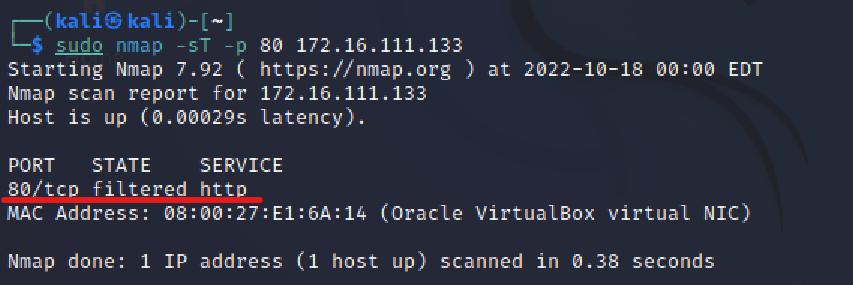 ┌──(kali㉿kali)-[~]
└─$ sudo nmap -sT -p 80 172.16.111.133
Starting Nmap 7.92 ( https://nmap.org ) at 2022-10-18 00:00 EDT
Nmap scan report for 172.16.111.133
Host is up (0.00029s latency).
PORT   STATE    SERVICE
80/tcp filtered http
MAC Address: 08:00:27:E1:6A:14 (Oracle VirtualBox virtual NIC)
Nmap done: 1 IP address (1 host up) scanned in 0.38 seconds